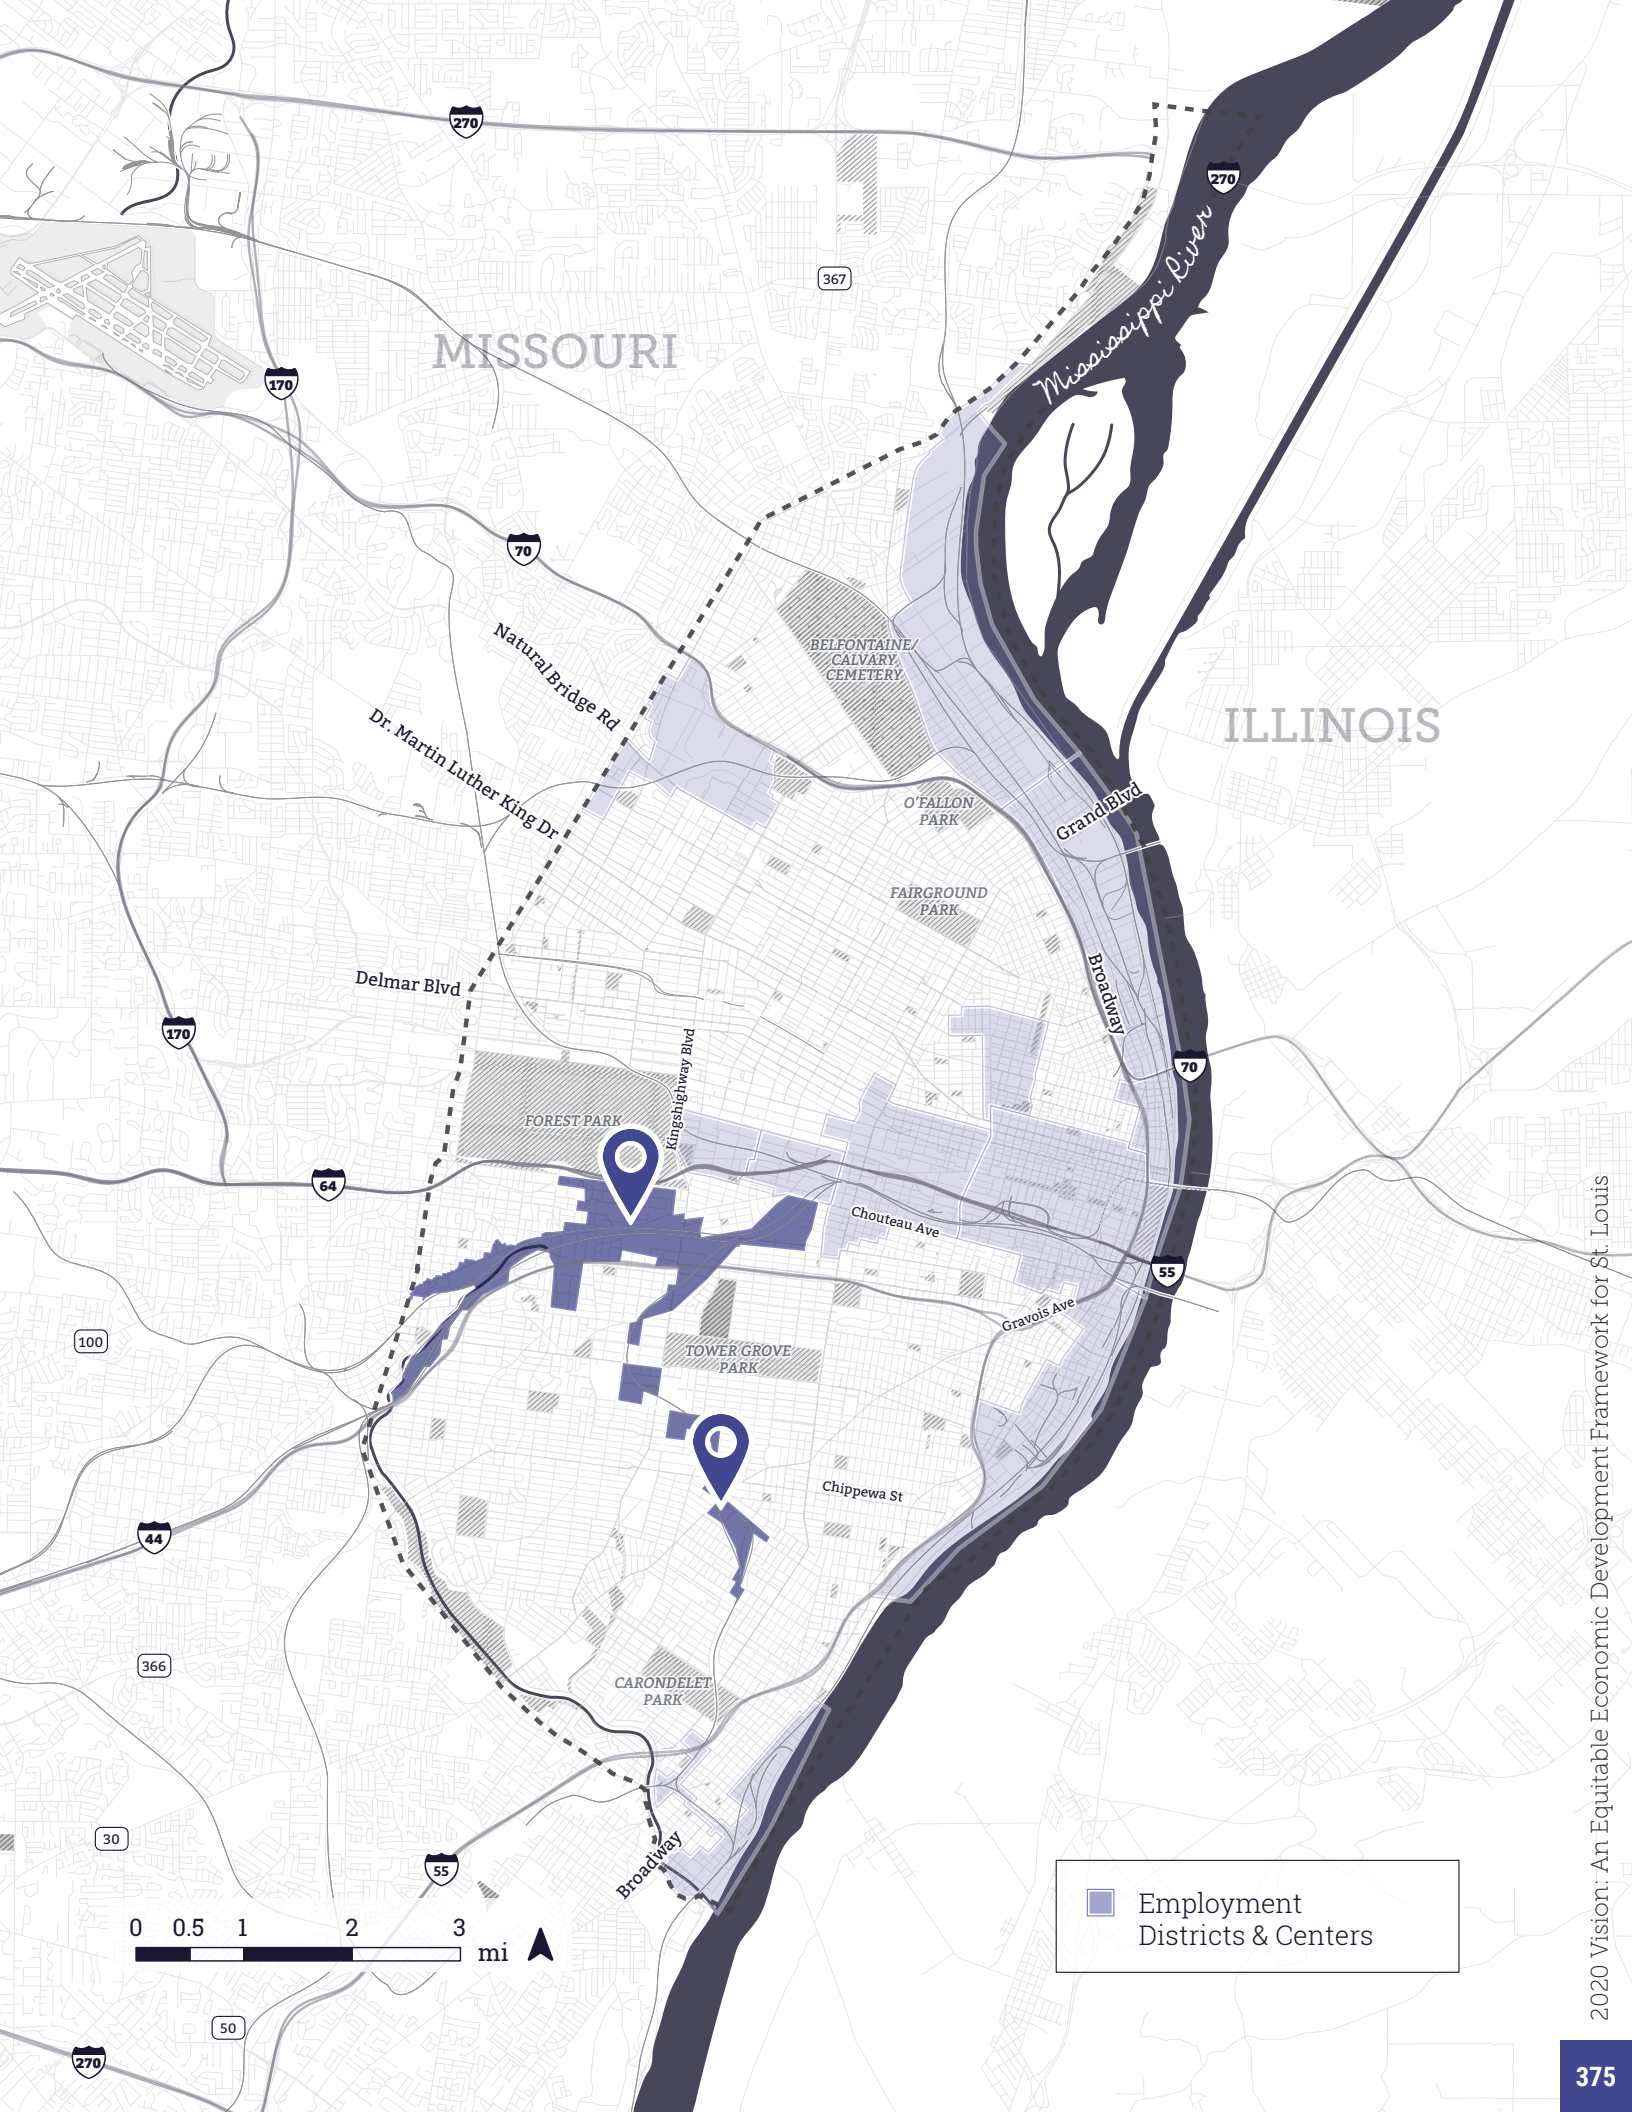 270
270
Mississippi River
367
MISSOURI
170
70
Natural Bridge Rd
BELFONTAINE/
CALVARY
CEMETERY
Dr. Martin Luther King Dr
ILLINOIS
O'FALLON
PARK
Grand Blvd
FAIRGROUND
PARK
Delmar Blvd
Broadway
170
Kingshighway Blvd
70
FOREST PARK
64
Chouteau Ave
55
Gravois Ave
100
TOWER GROVE
PARK
Chippewa St
44
366
CARONDELET
PARK
30
55
Broadway
0 0.5 1 2 3
mi
Employment
Districts & Centers
50
270
2020 Vision: An Equitable Economic Development Framework for St. Louis
375